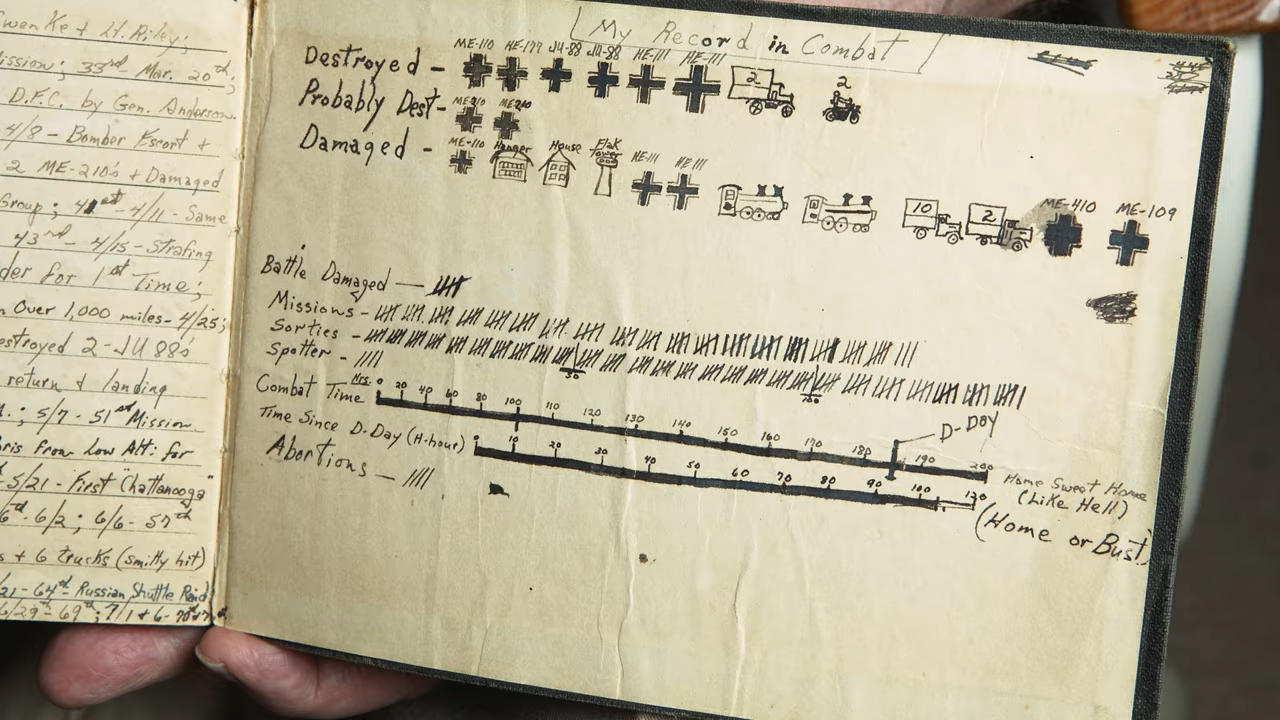 Ke & Lt. Riley;
ission; 33rd- Mar. 20th;
D.F.C. by Gen. Anderson.
4/8 - Bomber Escort &
2 ME-210's & Damaged
Group; 41st - 4/11 - Same
43rd - 4/15 - Strafing
der for 1st Time;
Over 1,000 miles - 4/25;
estroyed 2 - JU 88's
return & landing
; 5/7 - 51st Mission
ris from Low Alt: for
5/21 - First "Chattanooga"
6/2; 6/6 - 57th
s & 6 trucks (smitty hit)
/21 - 64th Russian Shuttle Raid
6/29 - 69th; 7/1 & 6 -
My Record in Combat
ME-110 HE-177 JU-88 JU-88 HE-111 HE-111
Destroyed - 2 2
ME-210 ME-210
Probably Dest-
ME-110 Hanger House Flak Tower HE-111 HE-111 10 2 ME-410 ME-109
Damaged -
Battle Damaged —
Missions -
Sorties -
50 100
Spotter -
Combat Time Hrs. 0 20 40 60 80 100 110 120 130 140 150 160 170 180 190 200
D-Day
Home Sweet Home
(Like Hell)
Time Since D-Day (H-hour) 0 10 20 30 40 50 60 70 80 90 100 120
(Home or Bust)
Abortions —